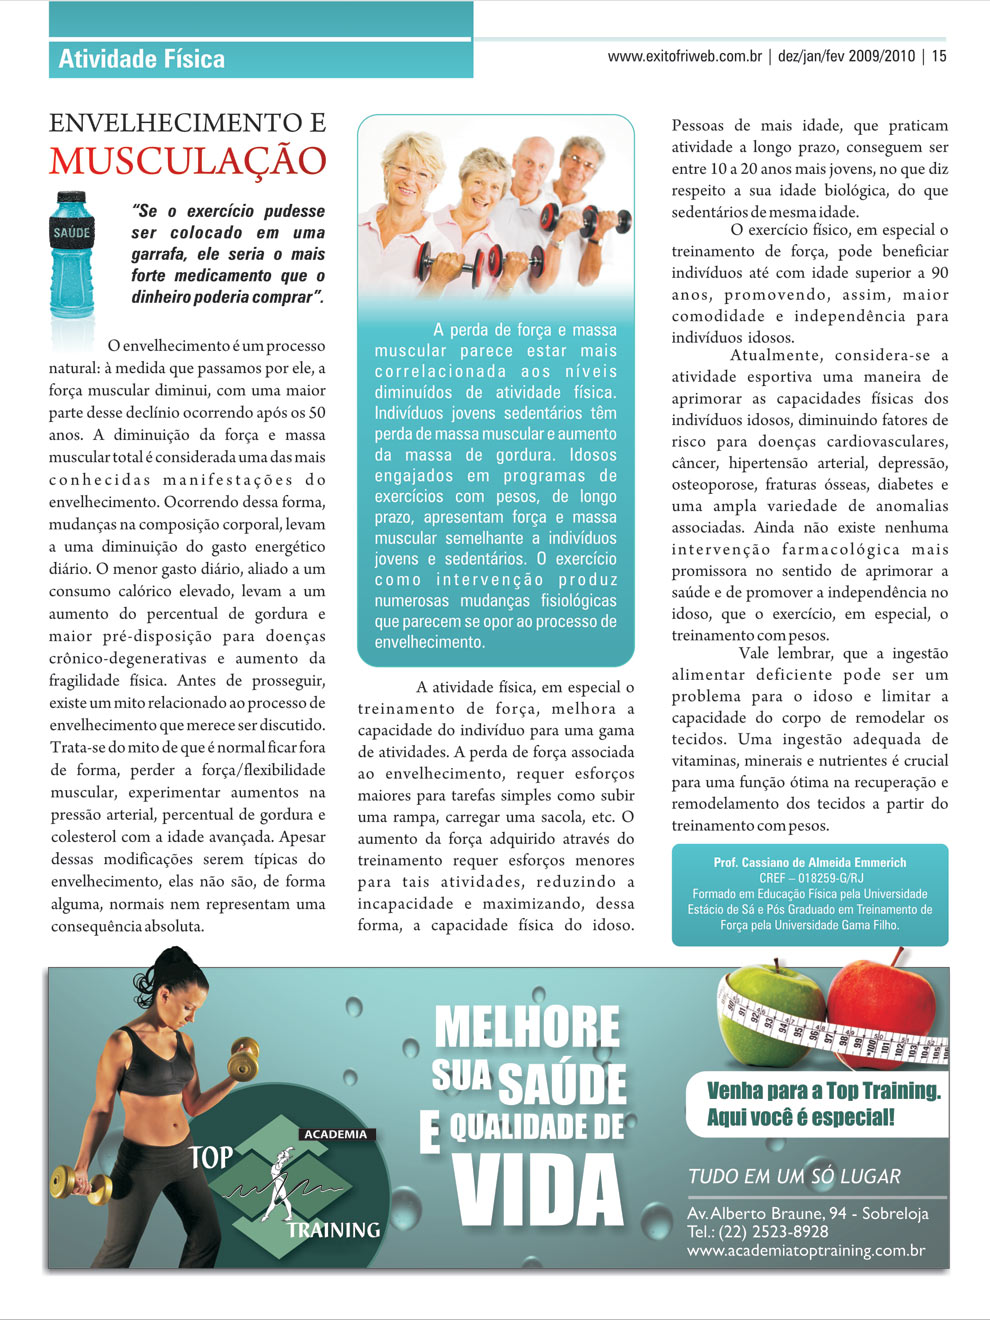 Atividade Física
www.exitofriweb.com.br | dez/jan/fev 2009/2010 | 15
ENVELHECIMENTO E
MUSCULAÇÃO
SAÚDE
“Se o exercício pudesse
ser colocado em uma
garrafa, ele seria o mais
forte medicamento que o
dinheiro poderia comprar”.
O envelhecimento é um processo
natural: à medida que passamos por ele, a
força muscular diminui, com uma maior
parte desse declínio ocorrendo após os 50
anos. A diminuição da força e massa
muscular total é considerada uma das mais
conhecidas manifestações do
envelhecimento. Ocorrendo dessa forma,
mudanças na composição corporal, levam
a uma diminuição do gasto energético
diário. O menor gasto diário, aliado a um
consumo calórico elevado, levam a um
aumento do percentual de gordura e
maior pré-disposição para doenças
crônico-degenerativas e aumento da
fragilidade física. Antes de prosseguir,
existe um mito relacionado ao processo de
envelhecimento que merece ser discutido.
Trata-se do mito de que é normal ficar fora
de forma, perder a força/flexibilidade
muscular, experimentar aumentos na
pressão arterial, percentual de gordura e
colesterol com a idade avançada. Apesar
dessas modificações serem típicas do
envelhecimento, elas não são, de forma
alguma, normais nem representam uma
consequência absoluta.
A perda de força e massa
muscular parece estar mais
correlacionada aos níveis
diminuídos de atividade física.
Indivíduos jovens sedentários têm
perda de massa muscular e aumento
da massa de gordura. Idosos
engajados em programas de
exercícios com pesos, de longo
prazo, apresentam força e massa
muscular semelhante a indivíduos
jovens e sedentários. O exercício
como intervenção produz
numerosas mudanças fisiológicas
que parecem se opor ao processo de
envelhecimento.
A atividade física, em especial o
treinamento de força, melhora a
capacidade do indivíduo para uma gama
de atividades. A perda de força associada
ao envelhecimento, requer esforços
maiores para tarefas simples como subir
uma rampa, carregar uma sacola, etc. O
aumento da força adquirido através do
treinamento requer esforços menores
para tais atividades, reduzindo a
incapacidade e maximizando, dessa
forma, a capacidade física do idoso.
Pessoas de mais idade, que praticam
atividade a longo prazo, conseguem ser
entre 10 a 20 anos mais jovens, no que diz
respeito a sua idade biológica, do que
sedentários de mesma idade.
O exercício físico, em especial o
treinamento de força, pode beneficiar
indivíduos até com idade superior a 90
anos, promovendo, assim, maior
comodidade e independência para
indivíduos idosos.
Atualmente, considera-se a
atividade esportiva uma maneira de
aprimorar as capacidades físicas dos
indivíduos idosos, diminuindo fatores de
risco para doenças cardiovasculares,
câncer, hipertensão arterial, depressão,
osteoporose, fraturas ósseas, diabetes e
uma ampla variedade de anomalias
associadas. Ainda não existe nenhuma
intervenção farmacológica mais
promissora no sentido de aprimorar a
saúde e de promover a independência no
idoso, que o exercício, em especial, o
treinamento com pesos.
Vale lembrar, que a ingestão
alimentar deficiente pode ser um
problema para o idoso e limitar a
capacidade do corpo de remodelar os
tecidos. Uma ingestão adequada de
vitaminas, minerais e nutrientes é crucial
para uma função ótima na recuperação e
remodelamento dos tecidos a partir do
treinamento com pesos.
Prof. Cassiano de Almeida Emmerich
CREF – 018259-G/RJ
Formado em Educação Física pela Universidade
Estácio de Sá e Pós Graduado em Treinamento de
Força pela Universidade Gama Filho.
ACADEMIA
TOP
TRAINING
MELHORE
SUA SAÚDE
E QUALIDADE DE
VIDA
Venha para a Top Training.
Aqui você é especial!
TUDO EM UM SÓ LUGAR
Av. Alberto Braune, 94 - Sobreloja
Tel.: (22) 2523-8928
www.academiatoptraining.com.br